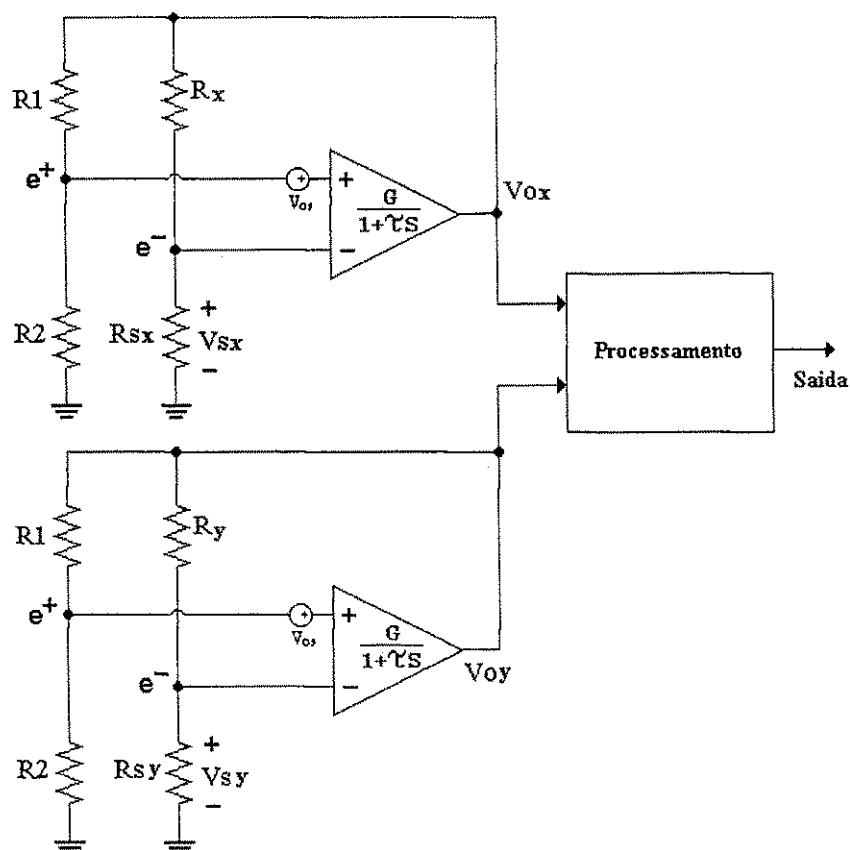 R1
Rx
e+
Vos
+
G
1+τS
Vox
e-
−
R2
Rsx
+
Vsx
−
Processamento
Saida
R1
Ry
e+
Vos
+
G
1+τS
Voy
e-
−
R2
Rsy
+
Vsy
−